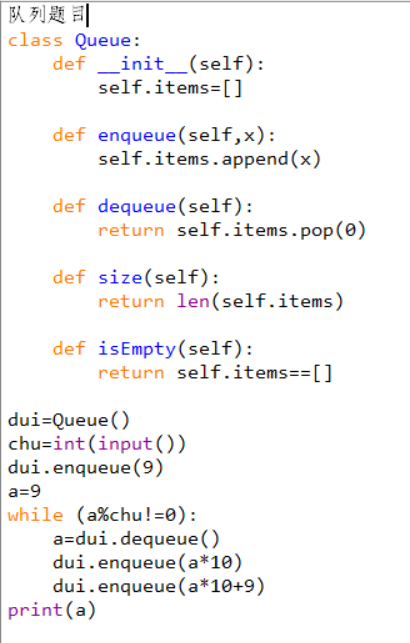 队列题目
class Queue:
    def __init__(self):
        self.items=[]

    def enqueue(self,x):
        self.items.append(x)

    def dequeue(self):
        return self.items.pop(0)

    def size(self):
        return len(self.items)

    def isEmpty(self):
        return self.items==[]

dui=Queue()
chu=int(input())
dui.enqueue(9)
a=9
while (a%chu!=0):
    a=dui.dequeue()
    dui.enqueue(a*10)
    dui.enqueue(a*10+9)
print(a)